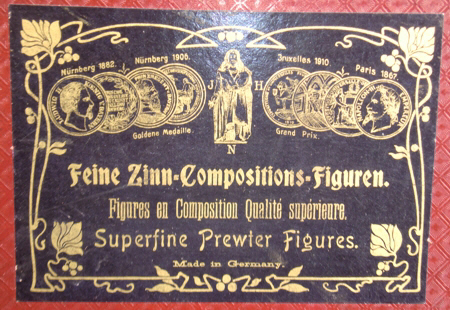 Nürnberg 1882.
Nürnberg 1906.
Bruxelles 1910
Paris 1867.
J H
N
Goldene Medaille.
Grand Prix.
Feine Zinn-Compositions-Figuren.
Figures en Composition Qualité supérieure.
Superfine Prewter Figures.
Made in Germany.